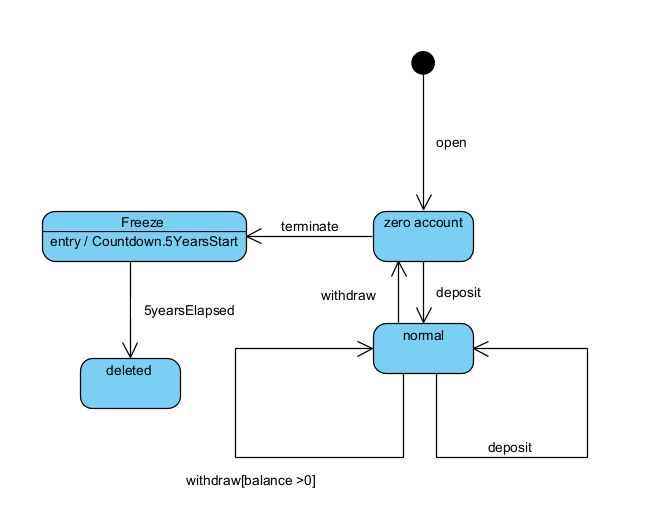 open
Freeze
entry / Countdown.5YearsStart
terminate
zero account
withdraw
deposit
5yearsElapsed
normal
deleted
deposit
withdraw[balance >0]